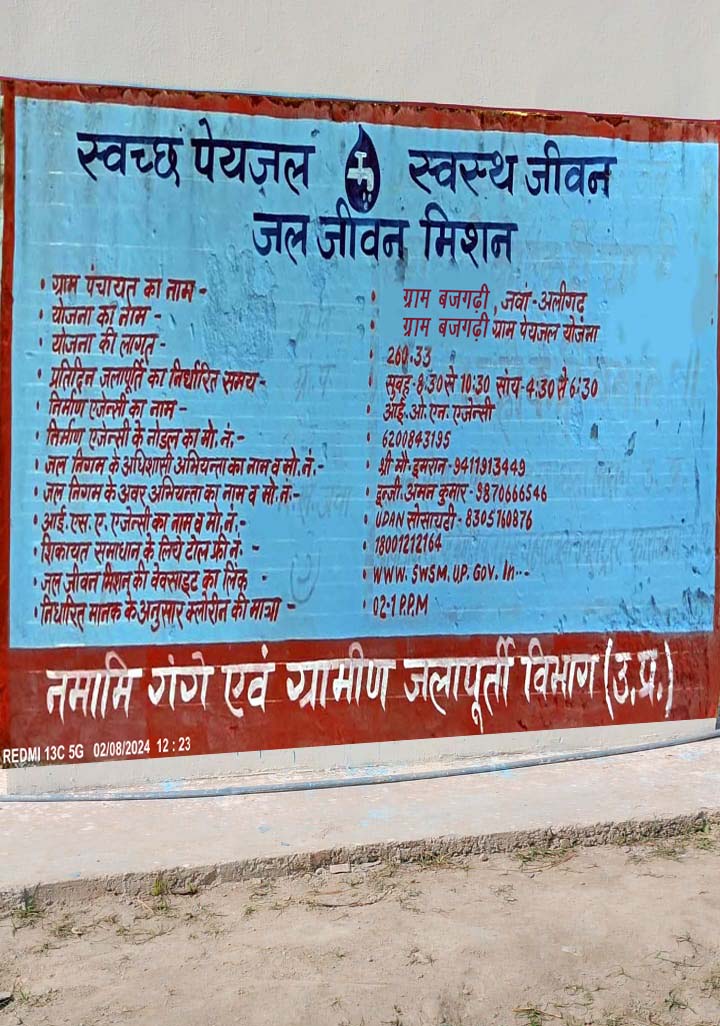 स्वच्छ पेयज़ल स्वस्थ जीवन
जल जीवन मिशन
• ग्राम पंचायत का नाम - • ग्राम बजगढ़ी, जवां - अलीगढ़
• योजना का नाम - • ग्राम बजगढ़ी ग्राम पेयजल योजना
• योजना की लागत - • 260.33
• प्रतिदिन जलापूर्ति का निर्धारित समय - • सुबह - 8:30 से 10:30 सांय - 4:30 से 6:30
• निर्माण एजेन्सी का नाम - • आई.ओ.एन. एजेन्सी
• निर्माण एजेन्सी के नोडल का मो. नं. - • 6200843195
• जल निगम के अधिशासी अभियन्ता का नाम व मो. नं. - • श्री मौ. इमरान - 9411913449
• जल निगम के अवर अभियन्ता का नाम व मो. नं. - • इन्जी. अमन कुमार - 9870666546
• आई. एस. ए. एजेन्सी का नाम व मो. नं. - • UDAN सोसायटी - 8305160876
• शिकायत समाधान के लिये टोल फ्री नं. - • 18001212164
• जल जीवन मिशन की वेबसाइट का लिंक - • WWW. SWSM.UP. GOV. In---
• निर्धारित मानक के अनुसार क्लोरीन की मात्रा - • 02-1 P.P.M
नमामि गंगे एवं ग्रामीण जलापूर्ती विभाग (उ.प्र.)
REDMI 13C 5G 02/08/2024 12 : 23